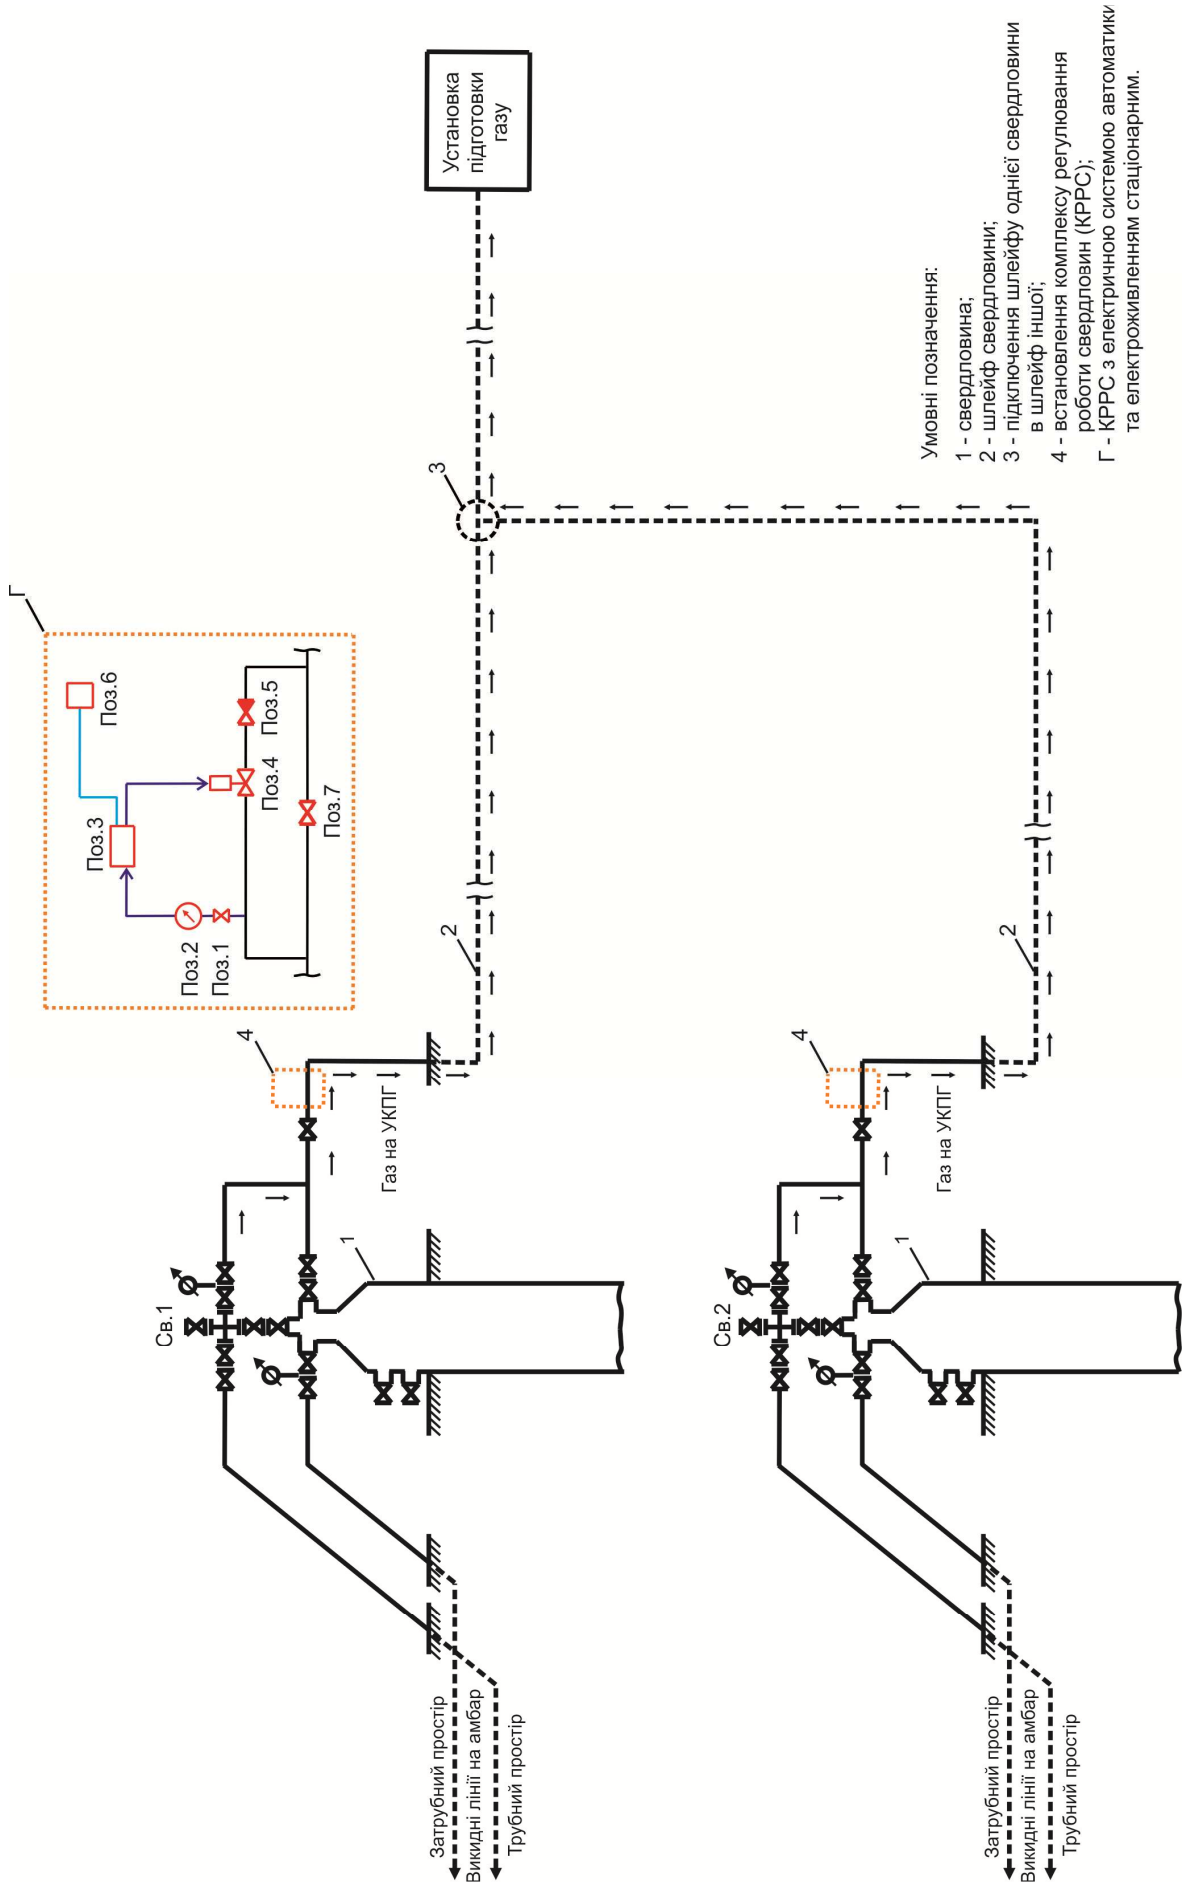 Св.1
1
Газ на УКПГ
4
Затрубний простір
Викидні лінії на амбар
Трубний простір
2
Г
Поз.1
Поз.2
Поз.3
Поз.4
Поз.5
Поз.6
Поз.7
3
Установка
підготовки
газу
Св.2
1
Газ на УКПГ
4
Затрубний простір
Викидні лінії на амбар
Трубний простір
2
Умовні позначення:
1 - свердловина;
2 - шлейф свердловини;
3 - підключення шлейфу однієї свердловини
в шлейф іншої;
4 - встановлення комплексу регулювання
роботи свердловин (КРРС);
Г - КРРС з електричною системою автоматики
та електроживленням стаціонарним.